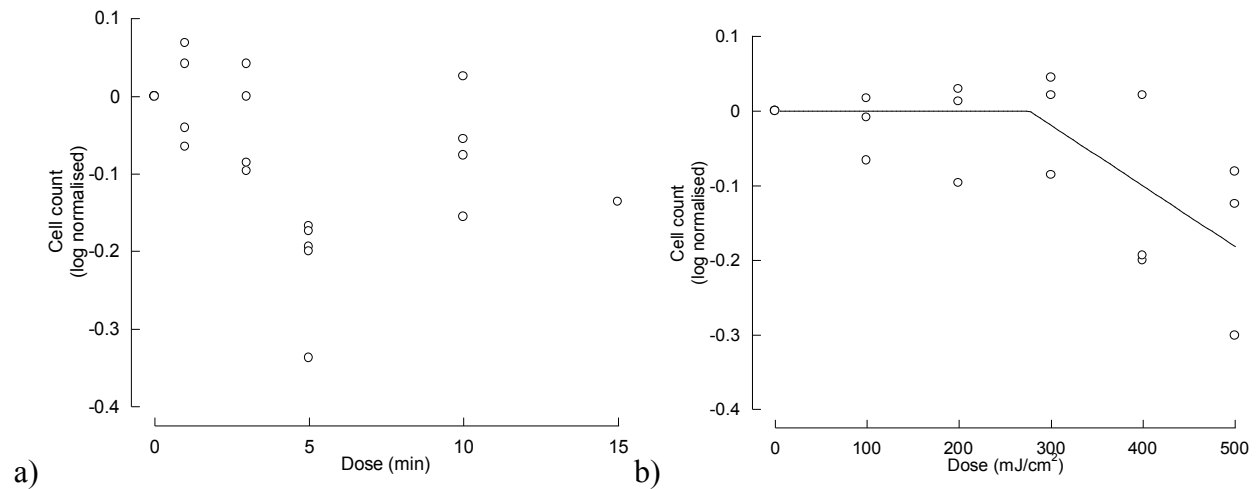 0.1
0
-0.1
-0.2
-0.3
-0.4
Cell count
(log normalised)
0
5
10
15
Dose (min)
a)
0.1
0
-0.1
-0.2
-0.3
-0.4
Cell count
(log normalised)
0
100
200
300
400
500
Dose (mJ/cm²)
b)